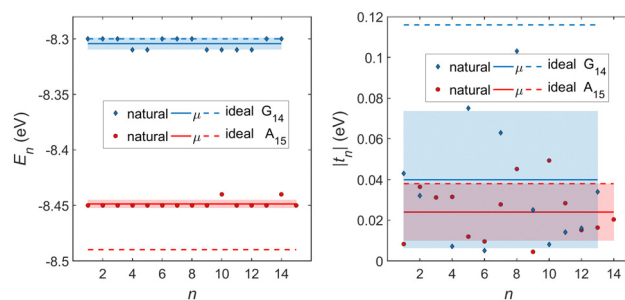 -8.3
-8.35
-8.4
-8.45
-8.5
E_n (eV)
natural μ ideal G_14
natural μ ideal A_15
2 4 6 8 10 12 14
n
0.12
0.1
0.08
0.06
0.04
0.02
0
|t_n| (eV)
natural μ ideal G_14
natural μ ideal A_15
2 4 6 8 10 12 14
n